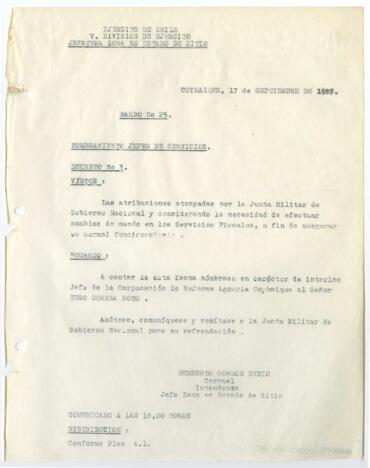 EJERCITO DE CHILE
V. DIVISION DE EJERCITO
JEFATURA ZONA EN ESTADO DE SITIO
COYHAIQUE, 17 de SEPTIEMBRE DE
BANDO No 25.
NOMBRAMIENTO JEFES DE SERVICIOS.
DECRETO No 3.
VISTOS :
Las atribuciones otorgadas por la Junta Militar de
Gobierno Nacional y considerando la necesidad de efectuar
cambios de mando en los Servicios Fiscales, a fin de asegurar
su normal funcionamiento .
DECRETO :
A contar de esta fecha nómbrase en carácter de interino
Jefe de la Corporación de Reforma Agraria Coyhaique al Señor
HUGO CORREA SOTO .
Anótese, comuníquese y remítase a la Junta Militar de
Gobierno Nacional para su refrendación .
HUMBERTO GORDON RUBIO
Coronel
Intendente
Jefe Zona en Estado de Sitio
COMUNICADO A LAS 18,00 HORAS
DISTRIBUCION :
Conforme Plan A.1.